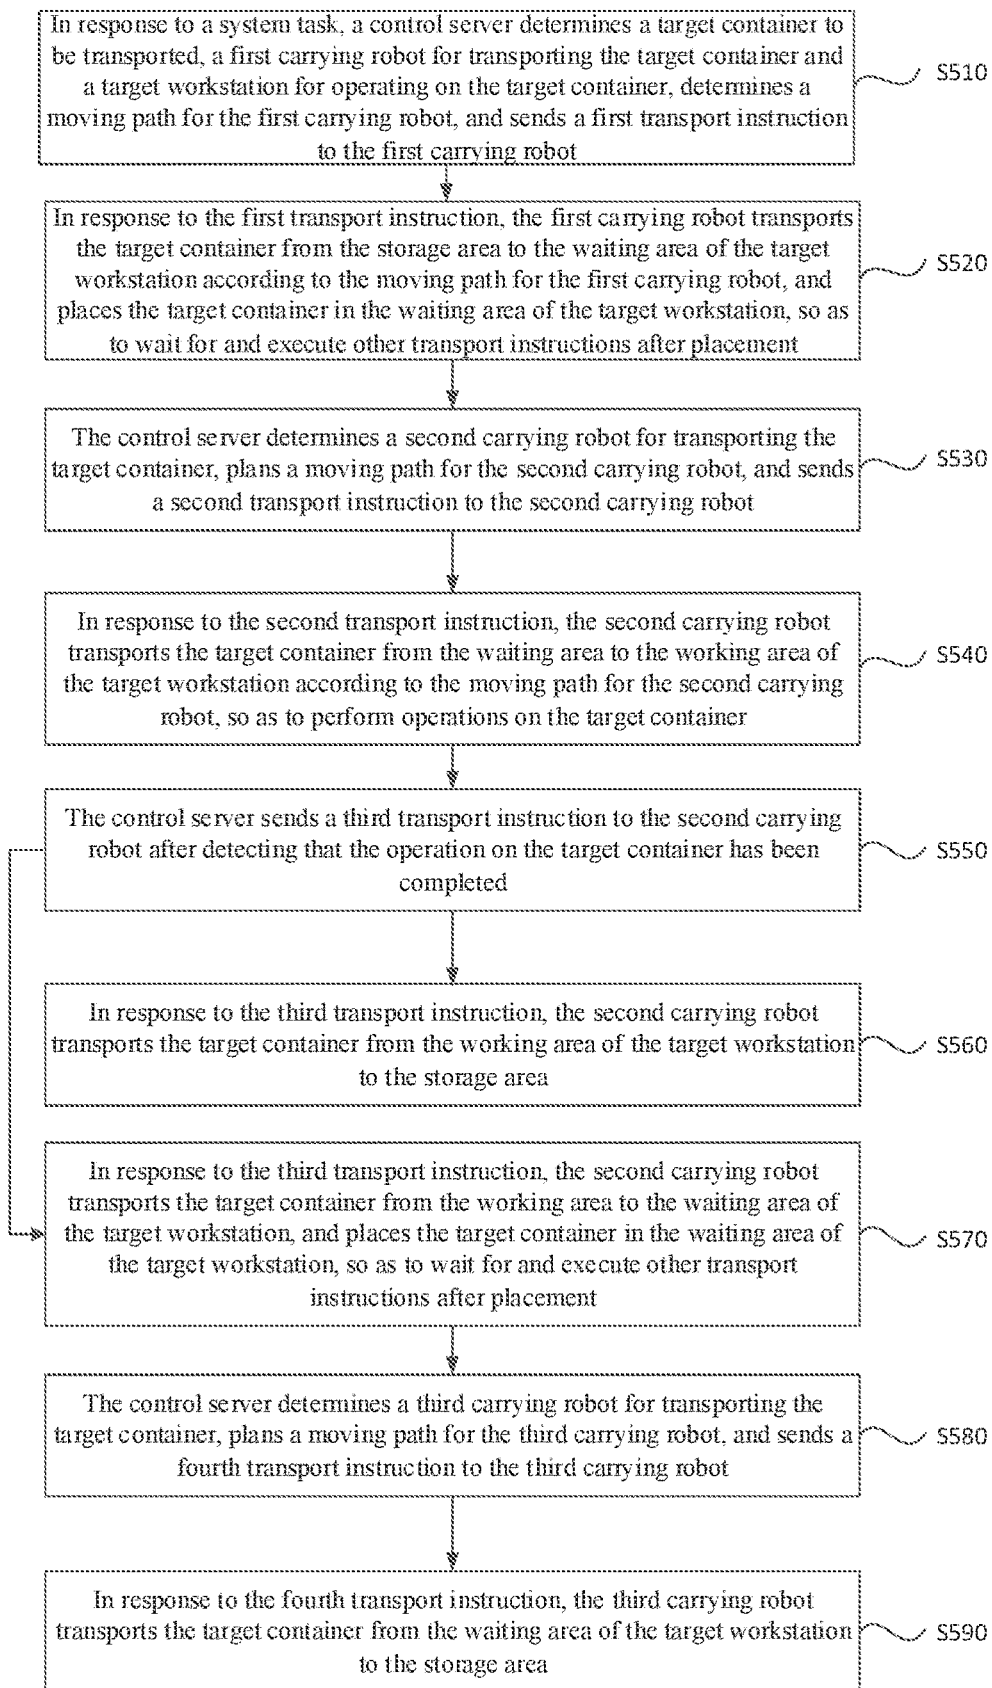 In response to a system task, a control server determines a target container to
be transported, a first carrying robot for transporting the target container and
a target workstation for operating on the target container, determines a
moving path for the first carrying robot, and sends a first transport instruction
to the first carrying robot
S510
In response to the first transport instruction, the first carrying robot transports
the target container from the storage area to the waiting area of the target
workstation according to the moving path for the first carrying robot, and
places the target container in the waiting area of the target workstation, so as
to wait for and execute other transport instructions after placement
S520
The control server determines a second carrying robot for transporting the
target container, plans a moving path for the second carrying robot, and sends
a second transport instruction to the second carrying robot
S530
In response to the second transport instruction, the second carrying robot
transports the target container from the waiting area to the working area of
the target workstation according to the moving path for the second carrying
robot, so as to perform operations on the target container
S540
The control server sends a third transport instruction to the second carrying
robot after detecting that the operation on the target container has been
completed
S550
In response to the third transport instruction, the second carrying robot
transports the target container from the working area of the target workstation
to the storage area
S560
In response to the third transport instruction, the second carrying robot
transports the target container from the working area to the waiting area of
the target workstation, and places the target container in the waiting area of
the target workstation, so as to wait for and execute other transport
instructions after placement
S570
The control server determines a third carrying robot for transporting the
target container, plans a moving path for the third carrying robot, and sends a
fourth transport instruction to the third carrying robot
S580
In response to the fourth transport instruction, the third carrying robot
transports the target container from the waiting area of the target workstation
to the storage area
S590